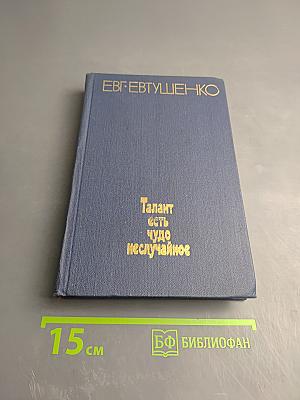 ЕВГ·ЕВТУШЕНКО
Талант
есть
чудо
неслучайное
15 см
БФ БИБЛИОФАН